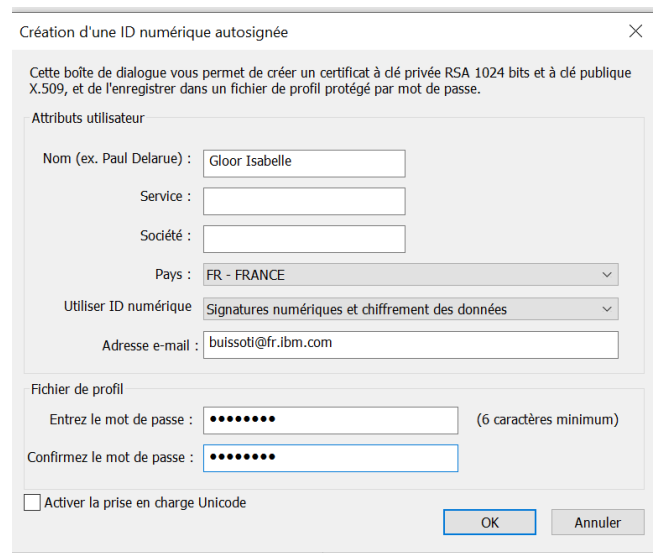 Création d'une ID numérique autosignée
Cette boîte de dialogue vous permet de créer un certificat à clé privée RSA 1024 bits et à clé publique
X.509, et de l'enregistrer dans un fichier de profil protégé par mot de passe.
Attributs utilisateur
Nom (ex. Paul Delarue) : Gloor Isabelle
Service :
Société :
Pays : FR - FRANCE
Utiliser ID numérique Signatures numériques et chiffrement des données
Adresse e-mail : buissoti@fr.ibm.com
Fichier de profil
Entrez le mot de passe : •••••••• (6 caractères minimum)
Confirmez le mot de passe : ••••••••
Activer la prise en charge Unicode
OK Annuler